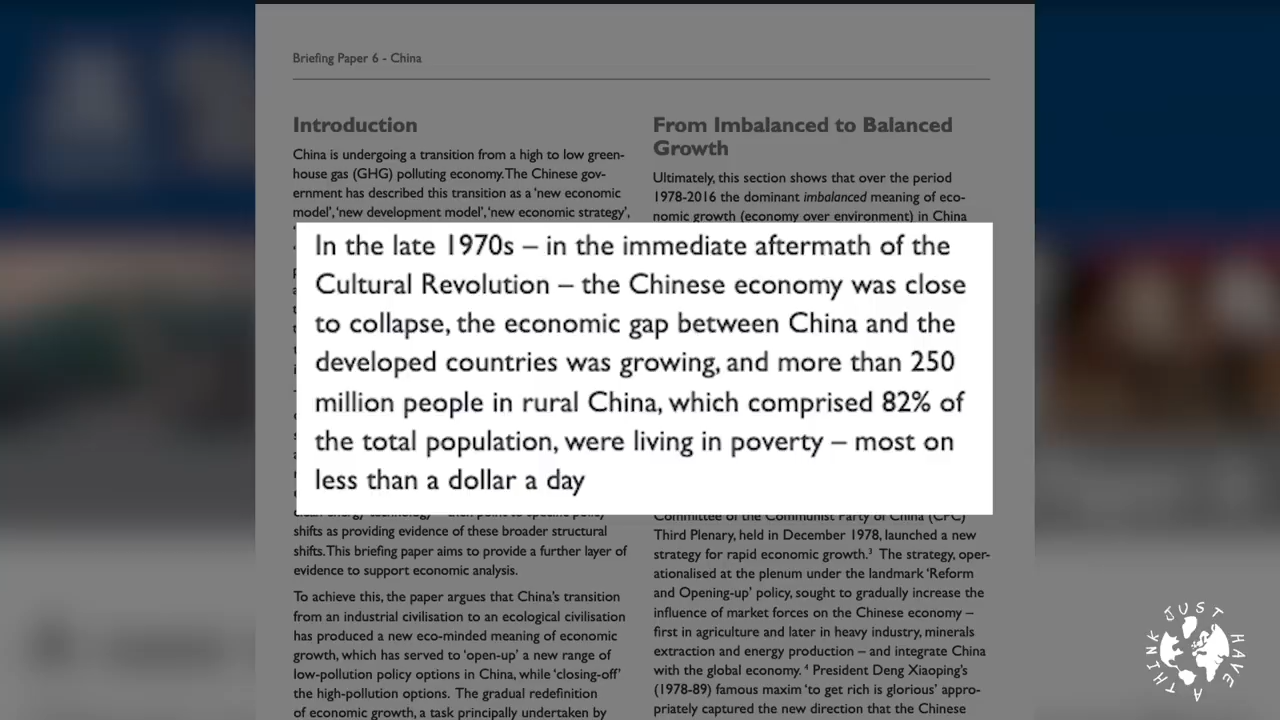 Briefing Paper 6 - China
Introduction
China is undergoing a transition from a high to low green-
house gas (GHG) polluting economy. The Chinese gov-
ernment has described this transition as a 'new economic
model', 'new development model', 'new economic strategy',
In the late 1970s – in the immediate aftermath of the
Cultural Revolution – the Chinese economy was close
to collapse, the economic gap between China and the
developed countries was growing, and more than 250
million people in rural China, which comprised 82% of
the total population, were living in poverty – most on
less than a dollar a day
shifts as providing evidence of these broader structural
shifts. This briefing paper aims to provide a further layer of
evidence to support economic analysis.
To achieve this, the paper argues that China's transition
from an industrial civilisation to an ecological civilisation
has produced a new eco-minded meaning of economic
growth, which has served to 'open-up' a new range of
low-pollution policy options in China, while 'closing-off'
the high-pollution options. The gradual redefinition
of economic growth, a task principally undertaken by
From Imbalanced to Balanced
Growth
Ultimately, this section shows that over the period
1978-2016 the dominant imbalanced meaning of eco-
nomic growth (economy over environment) in China
Committee of the Communist Party of China (CPC)
Third Plenary, held in December 1978, launched a new
strategy for rapid economic growth.³ The strategy, oper-
ationalised at the plenum under the landmark 'Reform
and Opening-up' policy, sought to gradually increase the
influence of market forces on the Chinese economy –
first in agriculture and later in heavy industry, minerals
extraction and energy production – and integrate China
with the global economy. ⁴ President Deng Xiaoping's
(1978-89) famous maxim 'to get rich is glorious' appro-
priately captured the new direction that the Chinese
JUST HAVE A THINK